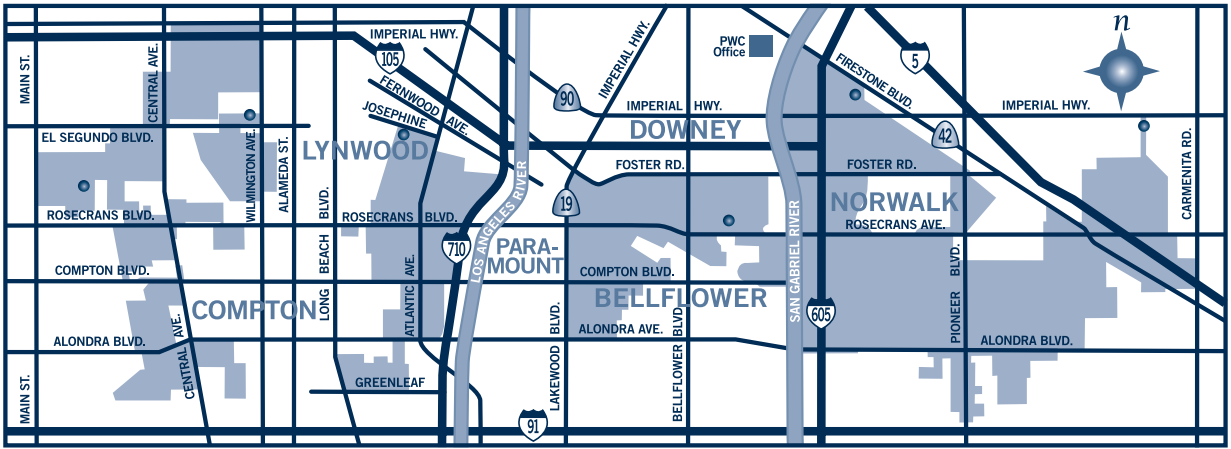 IMPERIAL HWY.
105
FERNWOOD AVE.
JOSEPHINE
MAIN ST.
CENTRAL AVE.
EL SEGUNDO BLVD.
WILMINGTON AVE.
ALAMEDA ST.
LYNWOOD
ROSECRANS BLVD.
LONG BEACH BLVD.
ROSECRANS BLVD.
710
LOS ANGELES RIVER
COMPTON BLVD.
COMPTON
ATLANTIC AVE.
ALONDRA BLVD.
CENTRAL AVE.
MAIN ST.
GREENLEAF
90
IMPERIAL HWY.
IMPERIAL HWY.
PWC
Office
DOWNEY
FOSTER RD.
19
PARA-
MOUNT
COMPTON BLVD.
BELLFLOWER
ALONDRA AVE.
LAKEWOOD BLVD.
BELLFLOWER BLVD.
91
SAN GABRIEL RIVER
605
FIRESTONE BLVD.
5
n
IMPERIAL HWY.
42
FOSTER RD.
NORWALK
ROSECRANS AVE.
CARMENITA RD.
PIONEER BLVD.
ALONDRA BLVD.